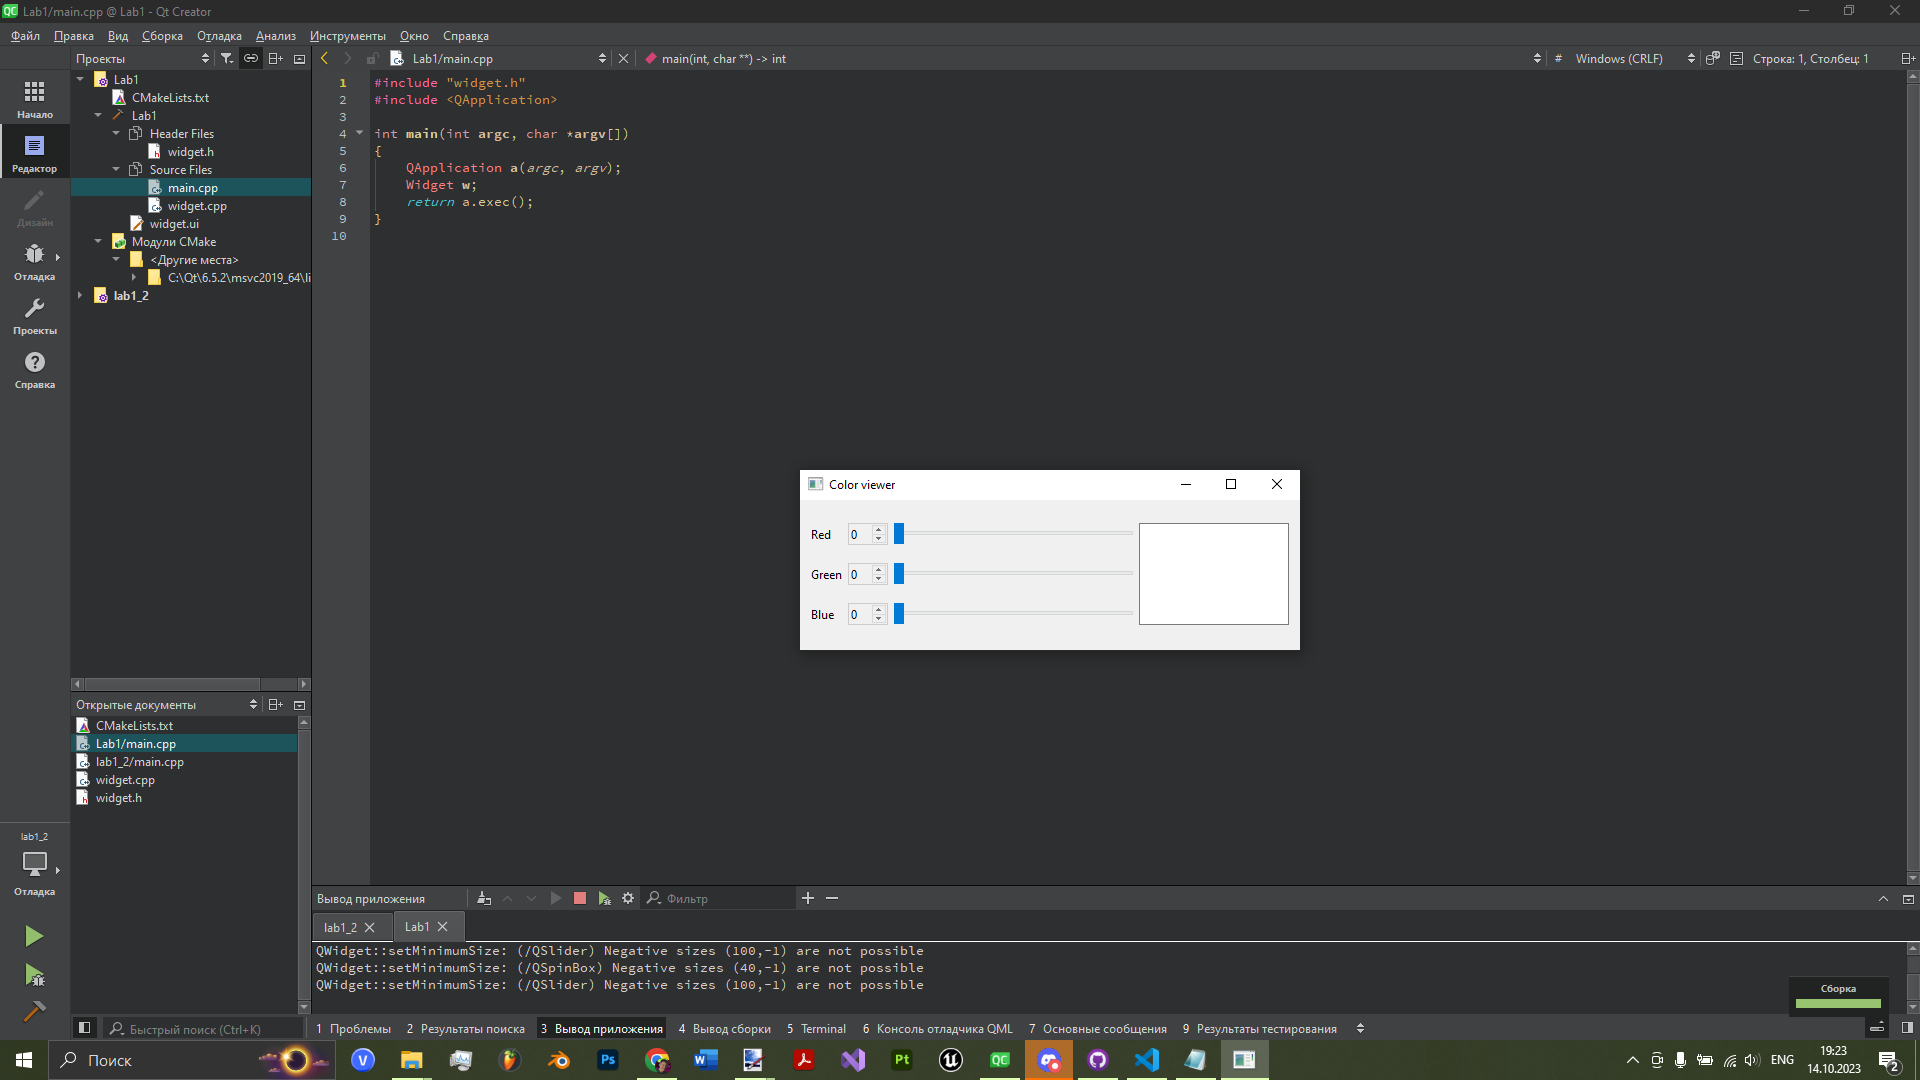 Lab1/main.cpp @ Lab1 - Qt Creator
Файл Правка Вид Сборка Отладка Анализ Инструменты Окно Справка
Проекты
Lab1/main.cpp
main(int, char **) -> int
# Windows (CRLF)
Строка: 1, Столбец: 1
Начало
Редактор
Дизайн
Отладка
Проекты
Справка
Lab1
CMakeLists.txt
Lab1
Header Files
widget.h
Source Files
main.cpp
widget.cpp
widget.ui
Модули CMake
<Другие места>
C:\Qt\6.5.2\msvc2019_64\li
lab1_2
1 #include "widget.h"
2 #include <QApplication>
3
4 int main(int argc, char *argv[])
5 {
6 QApplication a(argc, argv);
7 Widget w;
8 return a.exec();
9 }
10
Color viewer
Red 0
Green 0
Blue 0
Открытые документы
CMakeLists.txt
Lab1/main.cpp
lab1_2/main.cpp
widget.cpp
widget.h
lab1_2
Отладка
Вывод приложения
Фильтр
lab1_2
Lab1
QWidget::setMinimumSize: (/QSlider) Negative sizes (100,-1) are not possible
QWidget::setMinimumSize: (/QSpinBox) Negative sizes (40,-1) are not possible
QWidget::setMinimumSize: (/QSlider) Negative sizes (100,-1) are not possible
Сборка
Быстрый поиск (Ctrl+K)
1 Проблемы 2 Результаты поиска 3 Вывод приложения 4 Вывод сборки 5 Terminal 6 Консоль отладчика QML 7 Основные сообщения 9 Результаты тестирования
Поиск
Ps
Pt
QC
ENG
19:23
14.10.2023
2